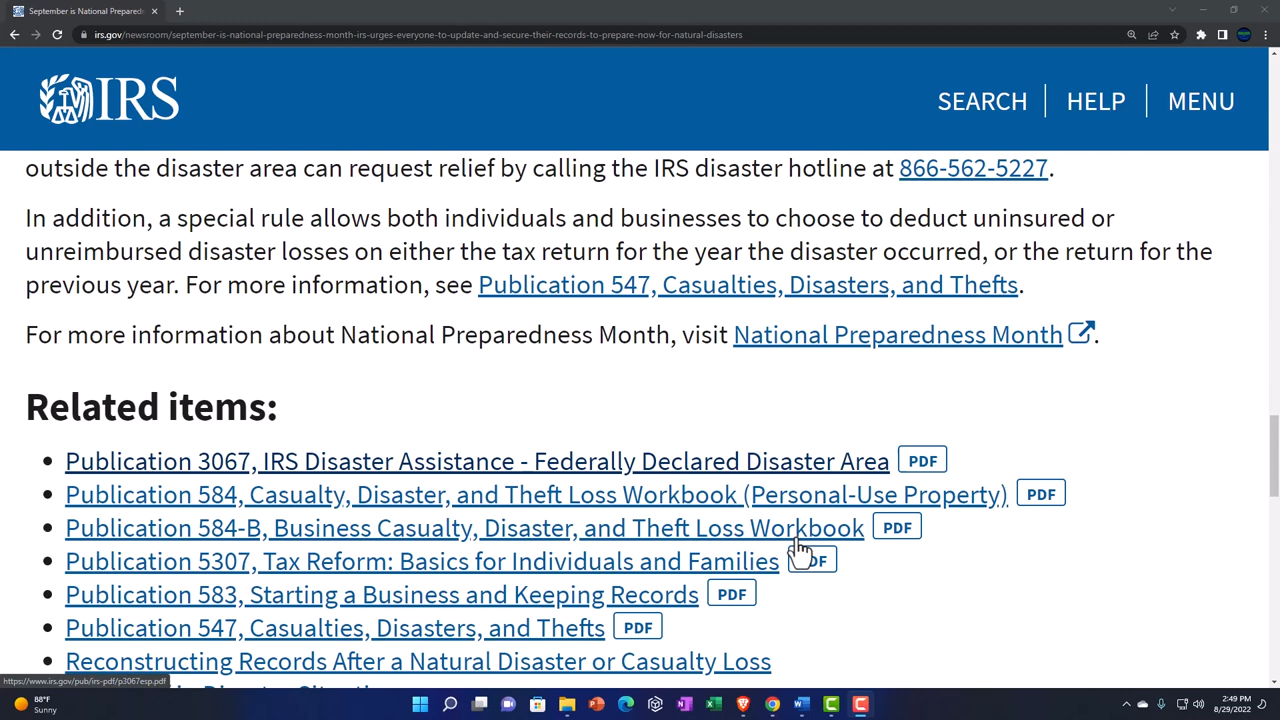 September is National Preparedne
irs.gov/newsroom/september-is-national-preparedness-month-irs-urges-everyone-to-update-and-secure-their-records-to-prepare-now-for-natural-disasters
IRS
SEARCH
HELP
MENU
outside the disaster area can request relief by calling the IRS disaster hotline at 866-562-5227.
In addition, a special rule allows both individuals and businesses to choose to deduct uninsured or
unreimbursed disaster losses on either the tax return for the year the disaster occurred, or the return for the
previous year. For more information, see Publication 547, Casualties, Disasters, and Thefts.
For more information about National Preparedness Month, visit National Preparedness Month.
Related items:
• Publication 3067, IRS Disaster Assistance - Federally Declared Disaster Area PDF
• Publication 584, Casualty, Disaster, and Theft Loss Workbook (Personal-Use Property) PDF
• Publication 584-B, Business Casualty, Disaster, and Theft Loss Workbook PDF
• Publication 5307, Tax Reform: Basics for Individuals and Families PDF
• Publication 583, Starting a Business and Keeping Records PDF
• Publication 547, Casualties, Disasters, and Thefts PDF
• Reconstructing Records After a Natural Disaster or Casualty Loss
https://www.irs.gov/pub/irs-pdf/p3067esp.pdf
88°F
Sunny
2:49 PM
8/29/2022